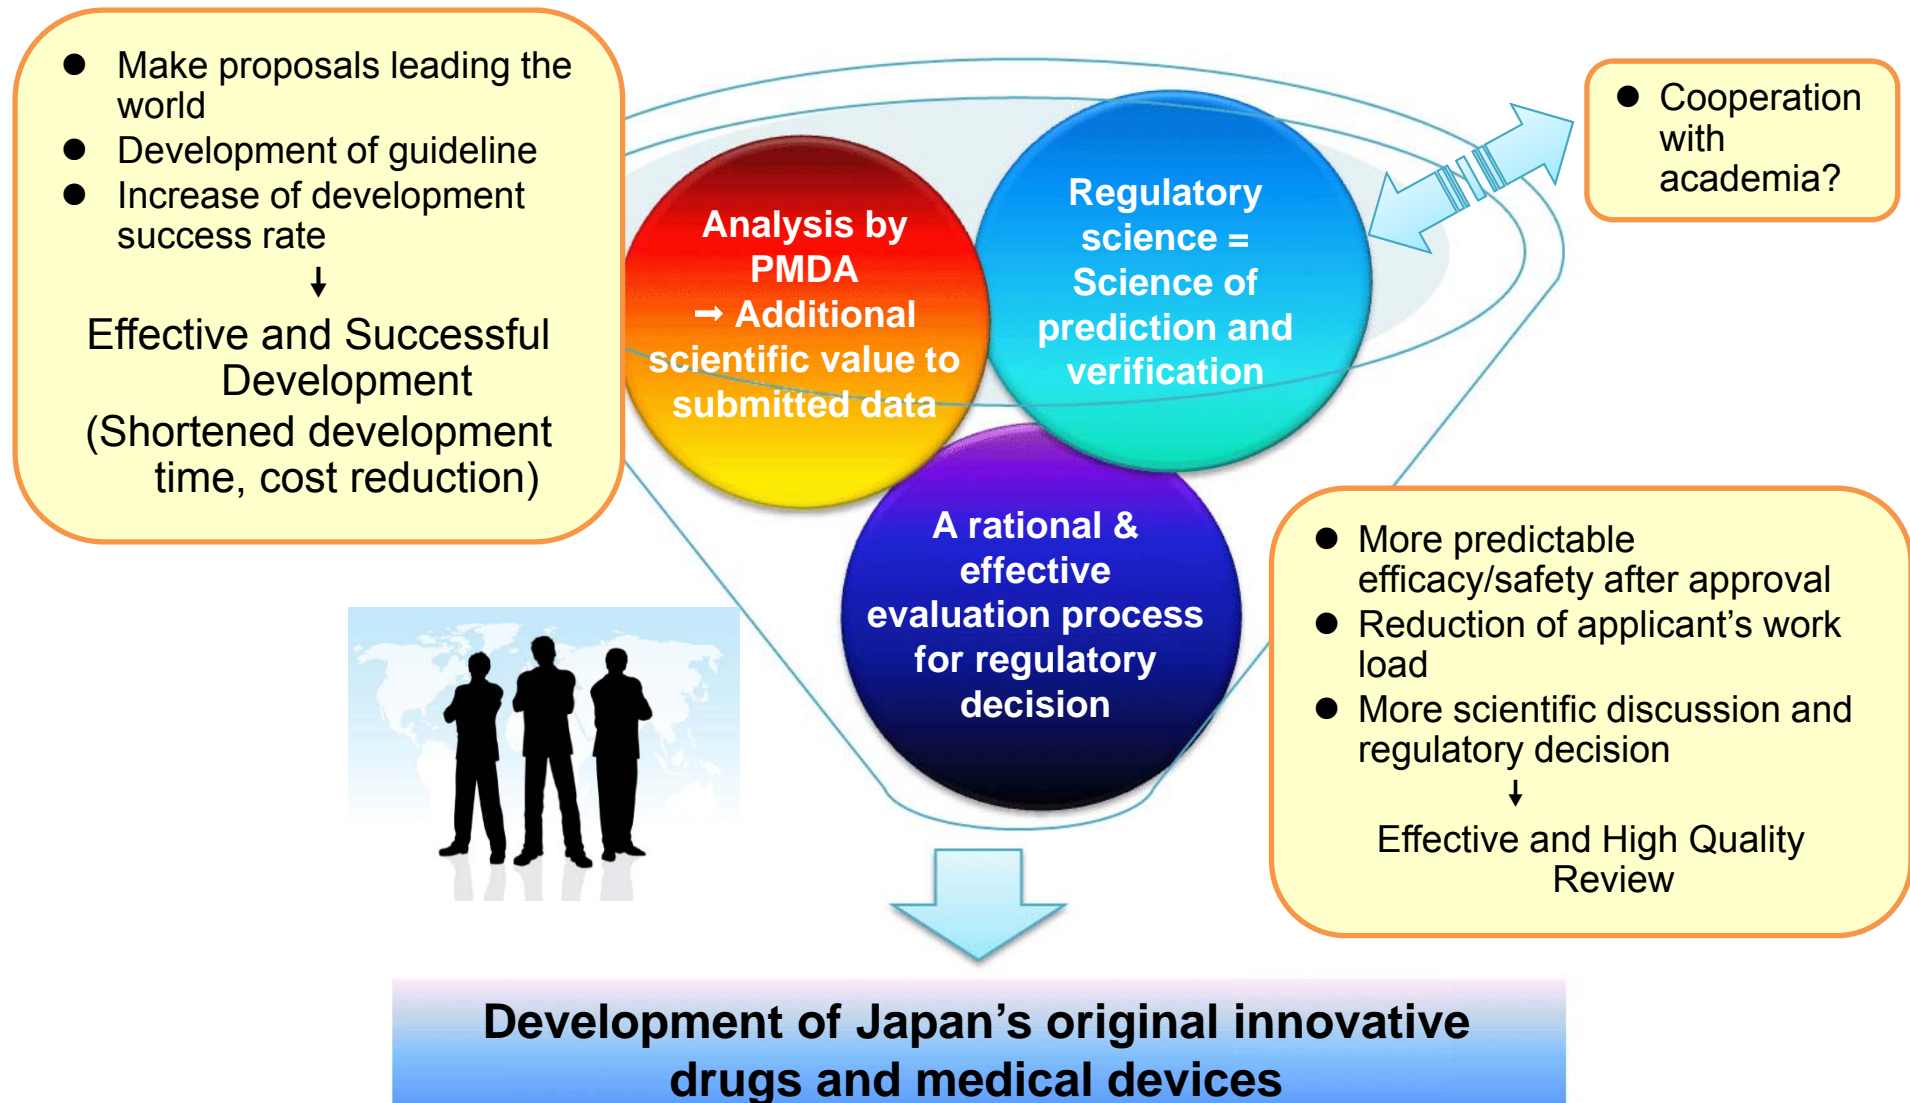 ● Make proposals leading the
world
● Development of guideline
● Increase of development
success rate
↓
Effective and Successful
Development
(Shortened development
time, cost reduction)
Analysis by
PMDA
→ Additional
scientific value to
submitted data
Regulatory
science =
Science of
prediction and
verification
● Cooperation
with
academia?
A rational &
effective
evaluation process
for regulatory
decision
● More predictable
efficacy/safety after approval
● Reduction of applicant’s work
load
● More scientific discussion and
regulatory decision
↓
Effective and High Quality
Review
Development of Japan’s original innovative
drugs and medical devices